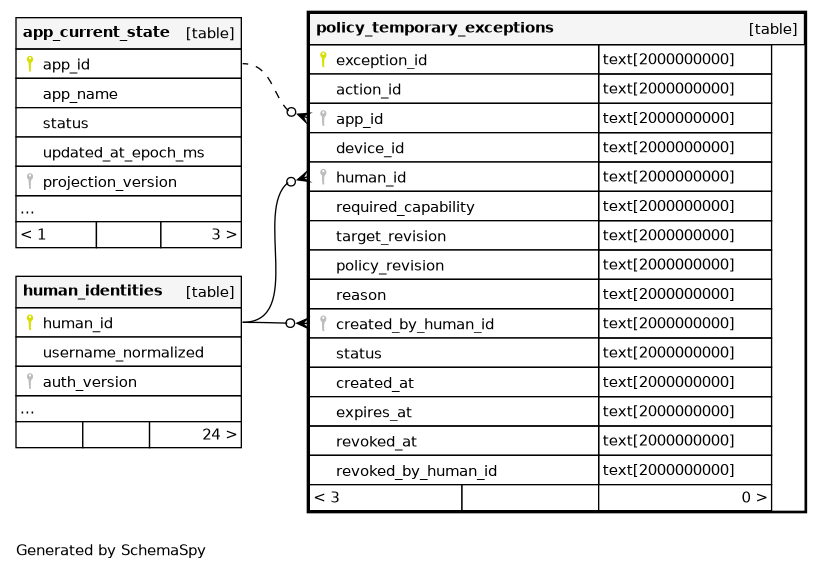 app_current_state [table]
app_id
app_name
status
updated_at_epoch_ms
projection_version
...
< 1 3 >
human_identities [table]
human_id
username_normalized
auth_version
...
24 >
policy_temporary_exceptions [table]
exception_id text[2000000000]
action_id text[2000000000]
app_id text[2000000000]
device_id text[2000000000]
human_id text[2000000000]
required_capability text[2000000000]
target_revision text[2000000000]
policy_revision text[2000000000]
reason text[2000000000]
created_by_human_id text[2000000000]
status text[2000000000]
created_at text[2000000000]
expires_at text[2000000000]
revoked_at text[2000000000]
revoked_by_human_id text[2000000000]
< 3 0 >
Generated by SchemaSpy